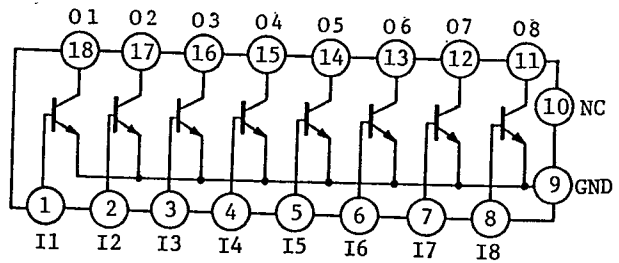 O1 O2 O3 O4 O5 O6 O7 O8
18 17 16 15 14 13 12 11
10 NC
9 GND
1 2 3 4 5 6 7 8
I1 I2 I3 I4 I5 I6 I7 I8